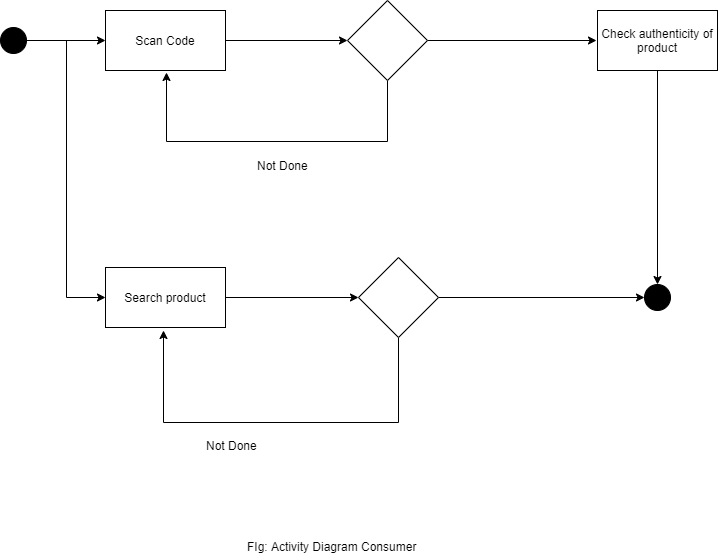 Scan Code
Check authenticity of
product
Not Done
Search product
Not Done
FIg: Activity Diagram Consumer